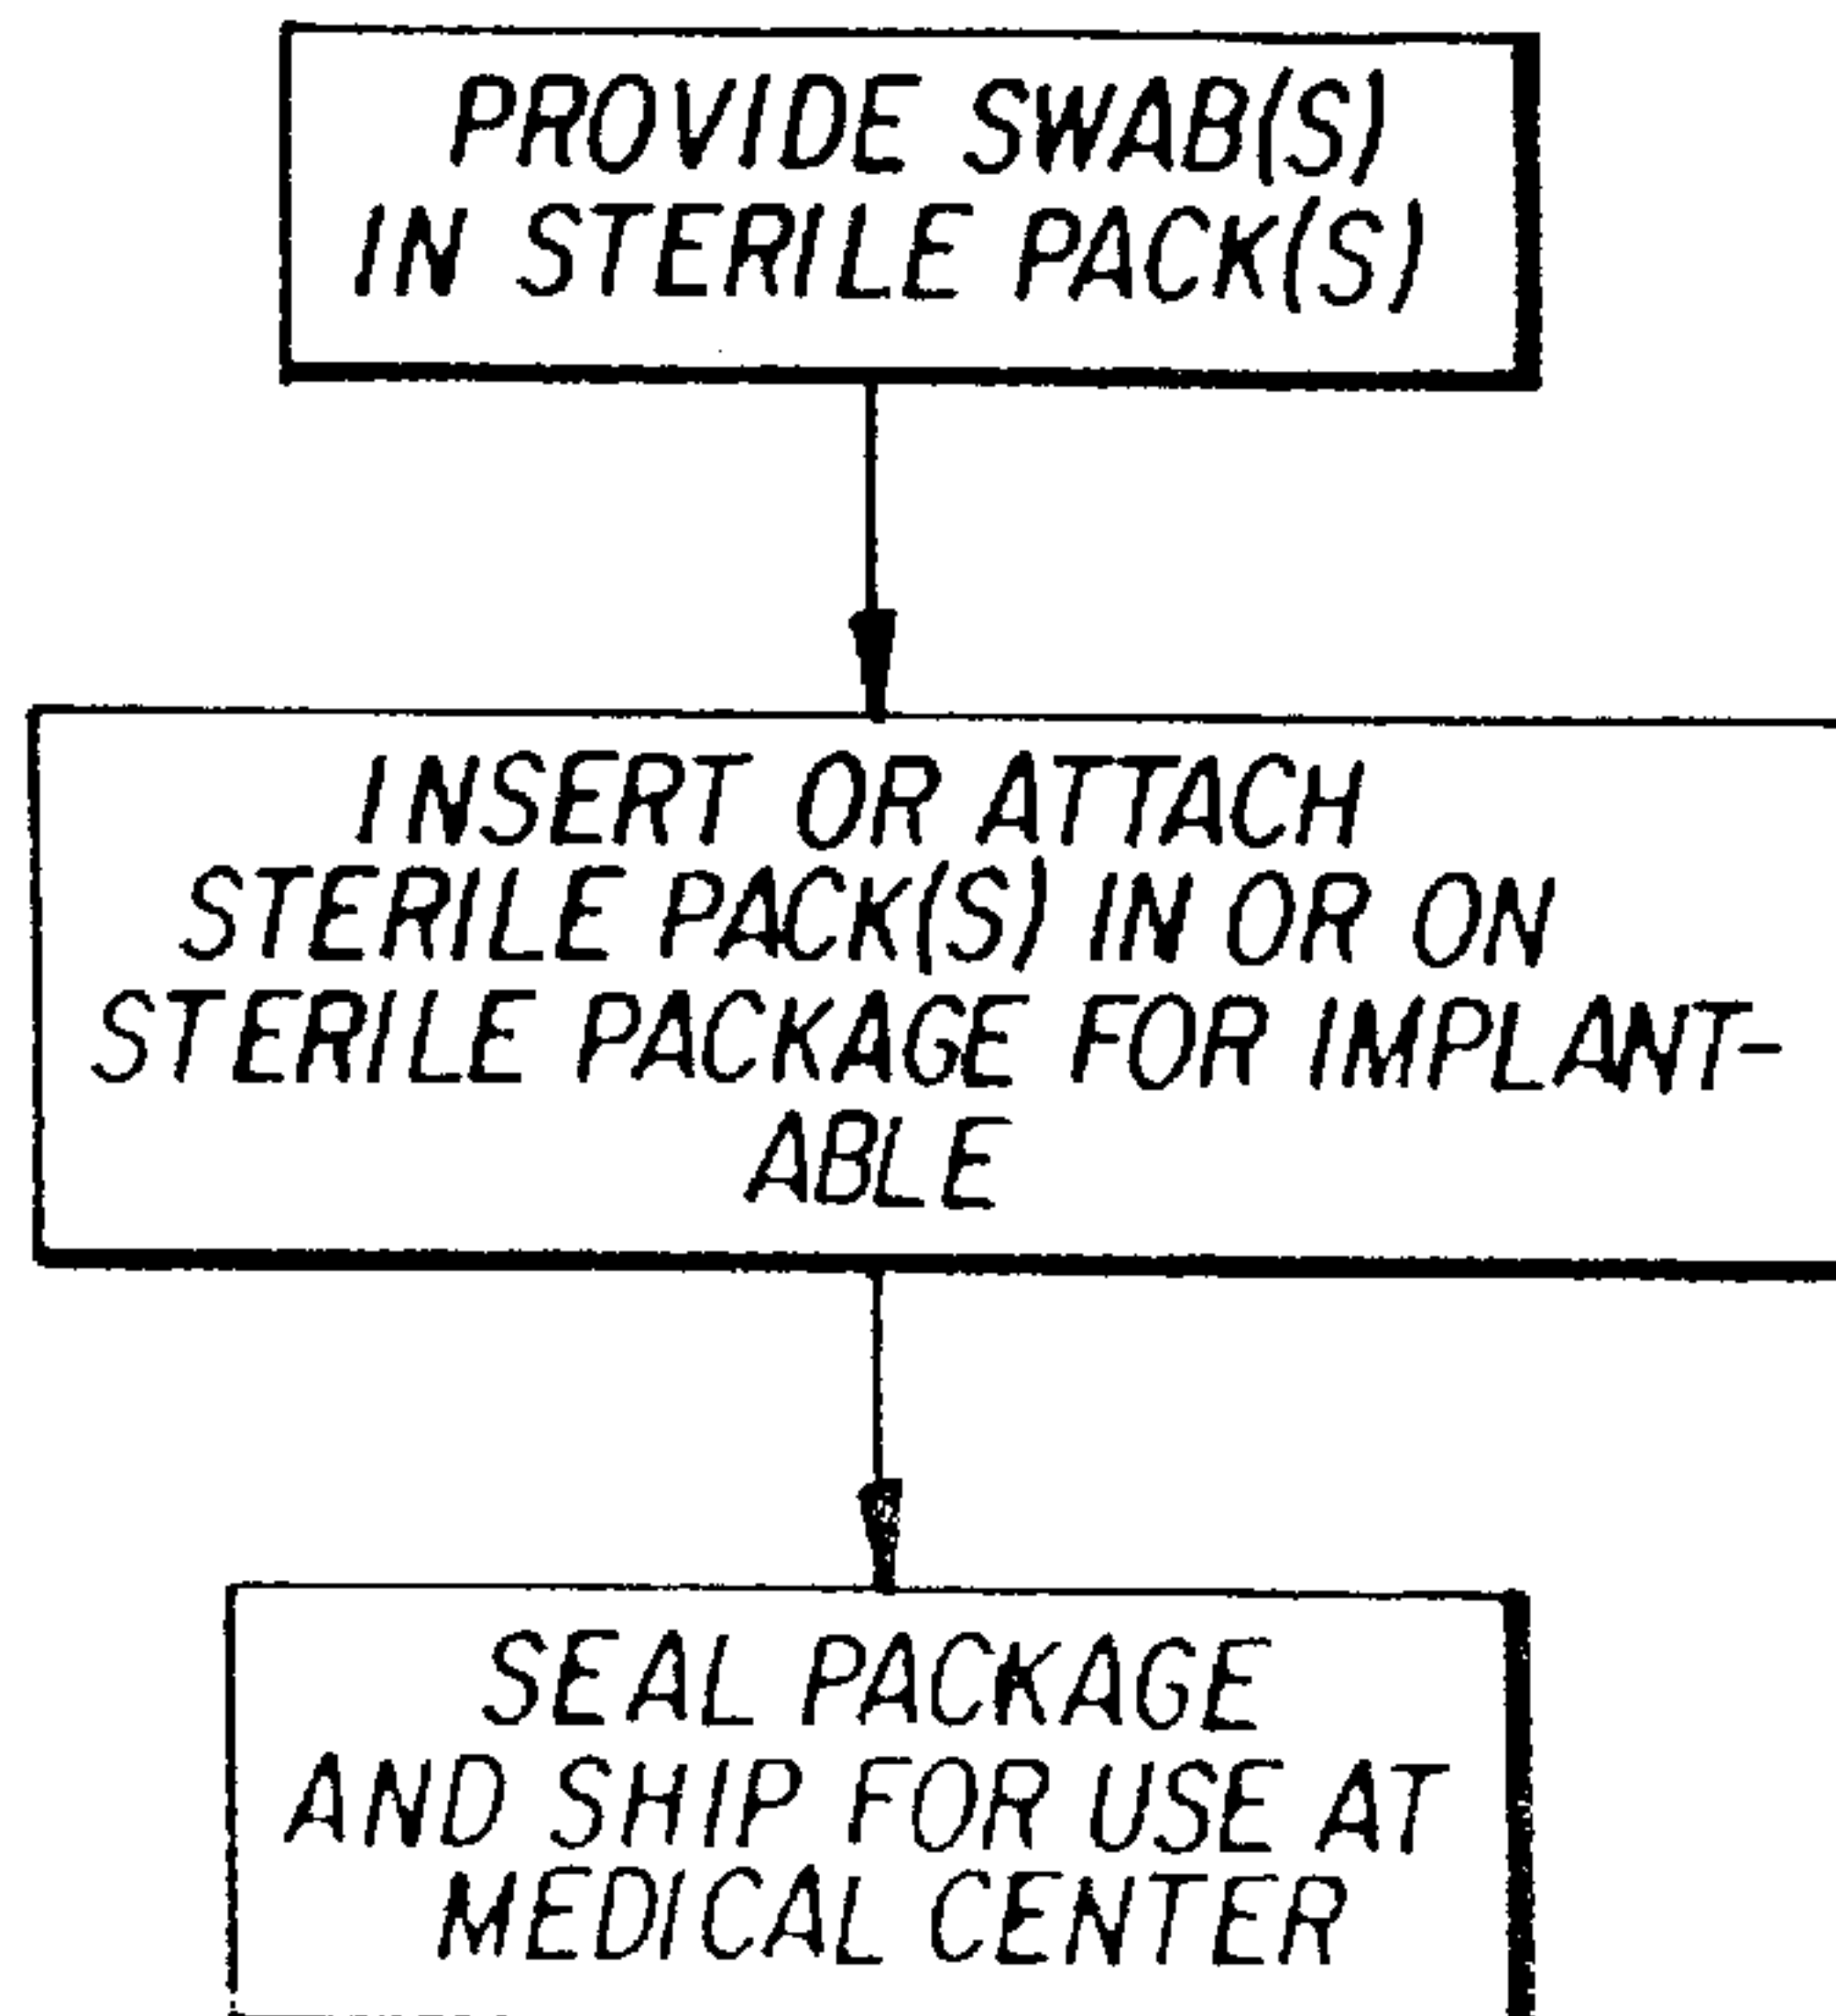 PROVIDE SWAB(S)
IN STERILE PACK(S)
INSERT OR ATTACH
STERILE PACK(S) IN OR ON
STERILE PACKAGE FOR IMPLANT-
ABLE
SEAL PACKAGE
AND SHIP FOR USE AT
MEDICAL CENTER